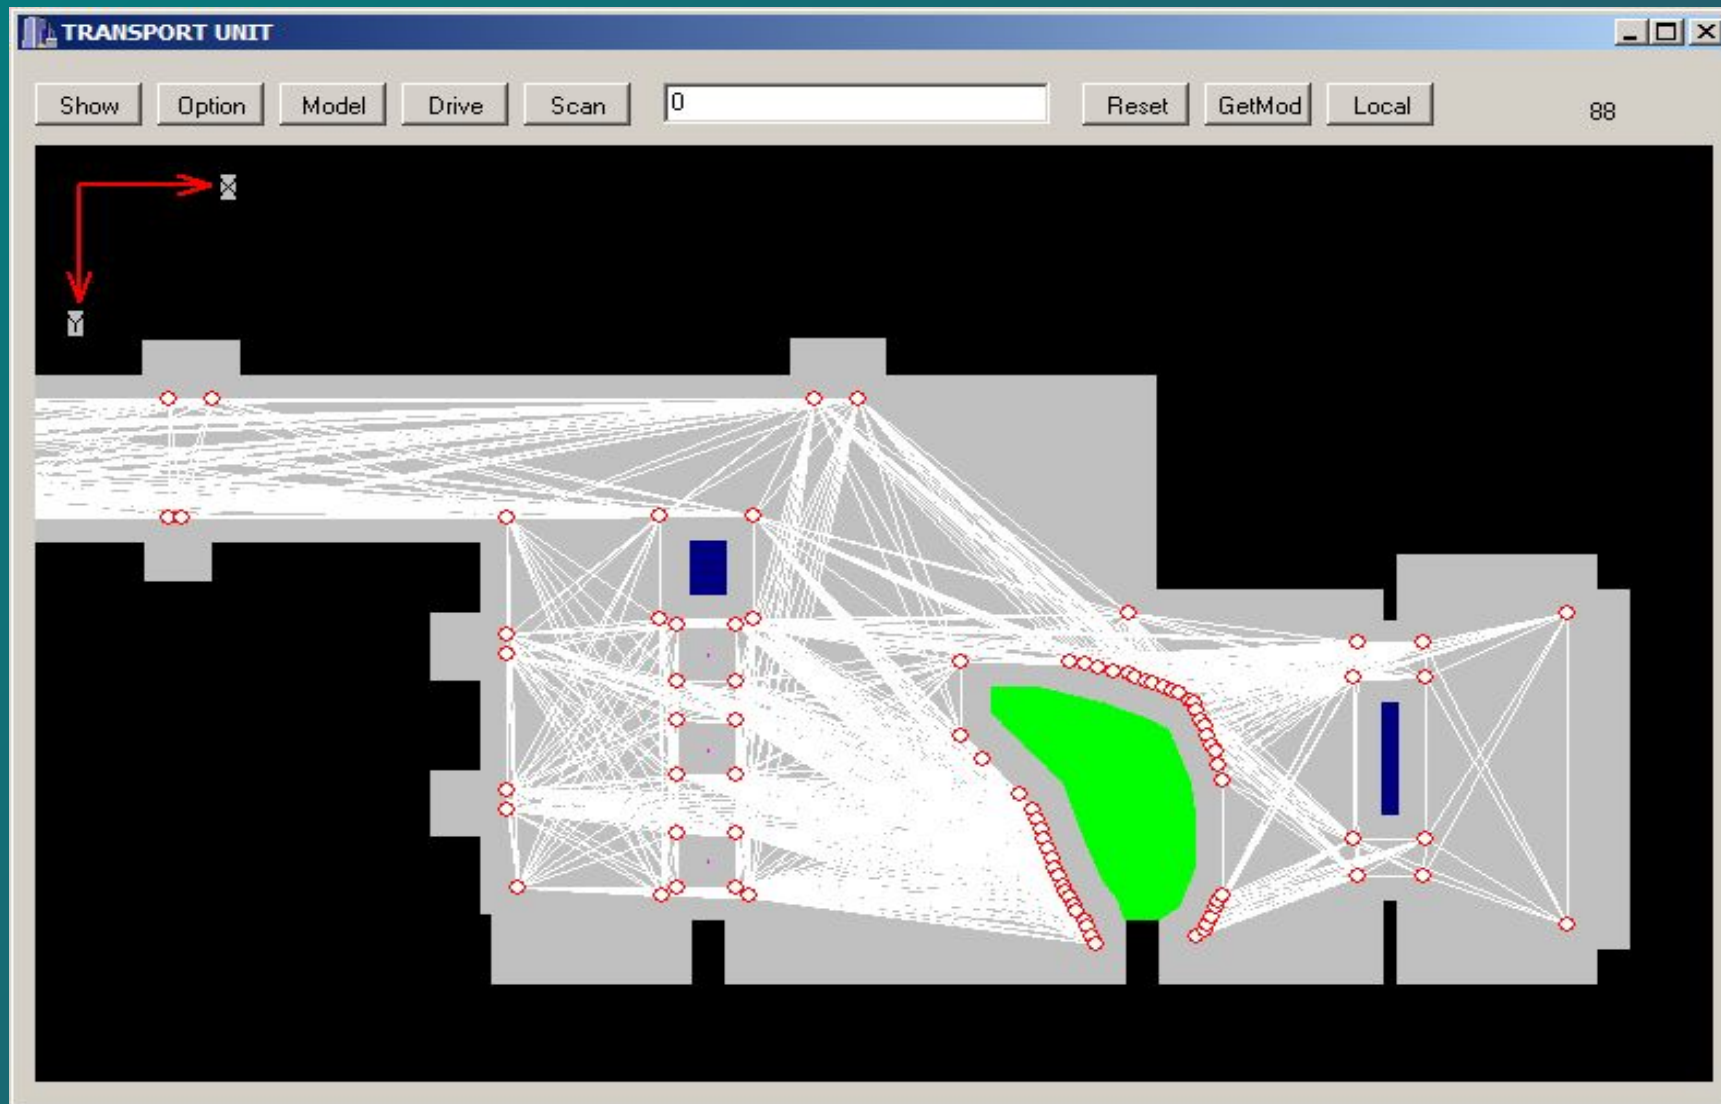 TRANSPORT UNIT
Show Option Model Drive Scan 0 Reset GetMod Local 88
X
Y